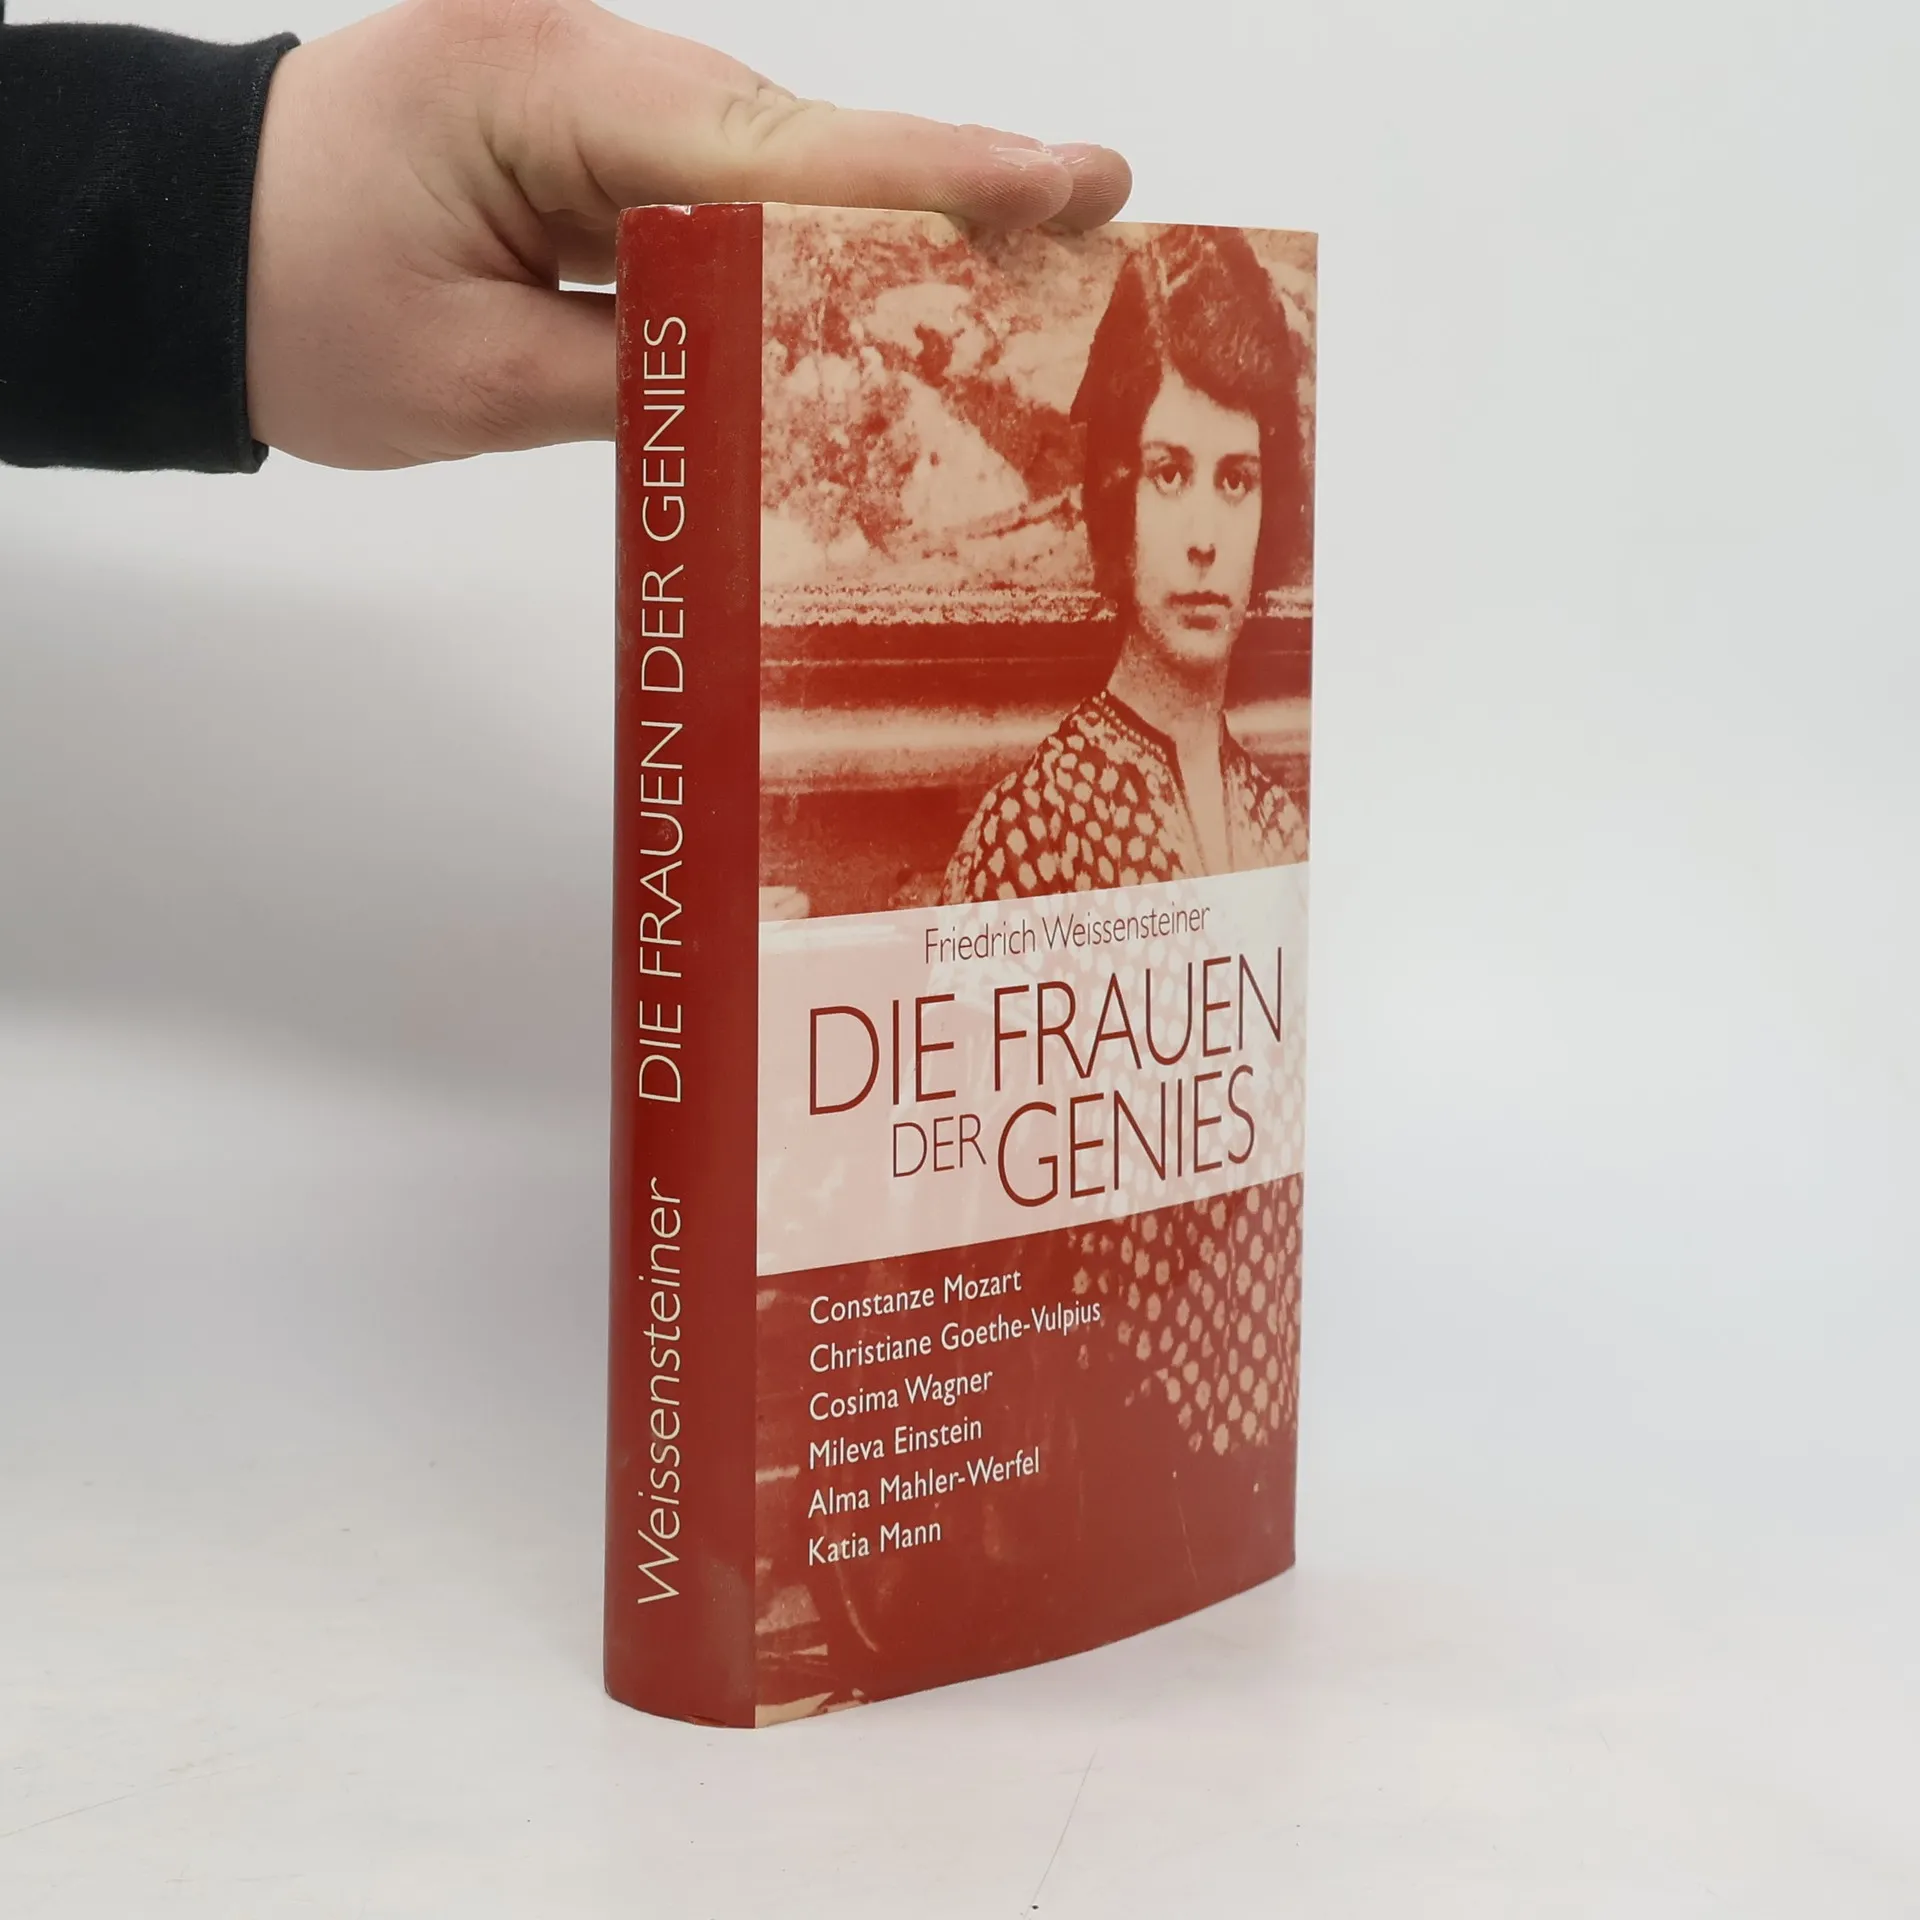 Weissensteiner DIE FRAUEN DER GENIES
Friedrich Weissensteiner
DIE FRAUEN
DER GENIES
Constanze Mozart
Christiane Goethe-Vulpius
Cosima Wagner
Mileva Einstein
Alma Mahler-Werfel
Katia Mann